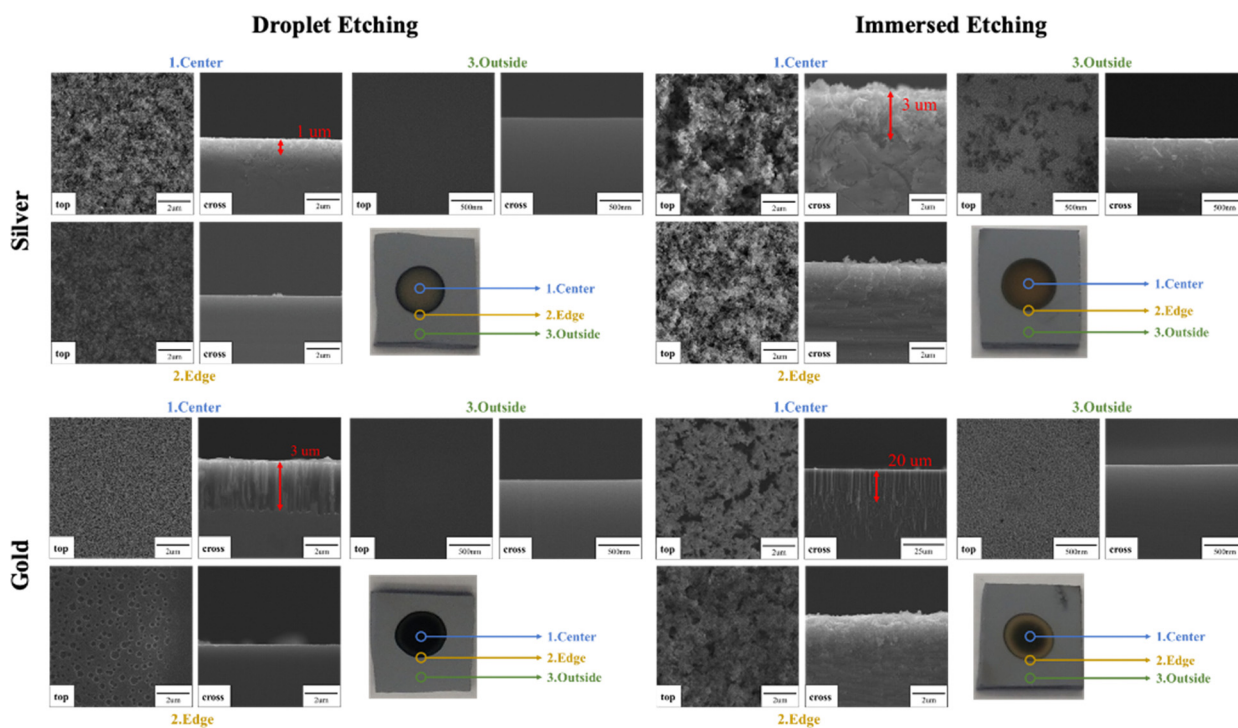 Droplet Etching
Immersed Etching
Silver
1.Center
3.Outside
1 um
top
2um
cross
2um
top
500nm
cross
500nm
top
2um
cross
2um
1.Center
2.Edge
3.Outside
2.Edge
1.Center
3.Outside
3 um
top
2um
cross
2um
top
500nm
cross
500nm
top
2um
cross
2um
1.Center
2.Edge
3.Outside
2.Edge
Gold
1.Center
3.Outside
3 um
top
2um
cross
2um
top
500nm
cross
500nm
top
2um
cross
2um
1.Center
2.Edge
3.Outside
2.Edge
1.Center
3.Outside
20 um
top
2um
cross
25um
top
500nm
cross
500nm
top
2um
cross
2um
1.Center
2.Edge
3.Outside
2.Edge